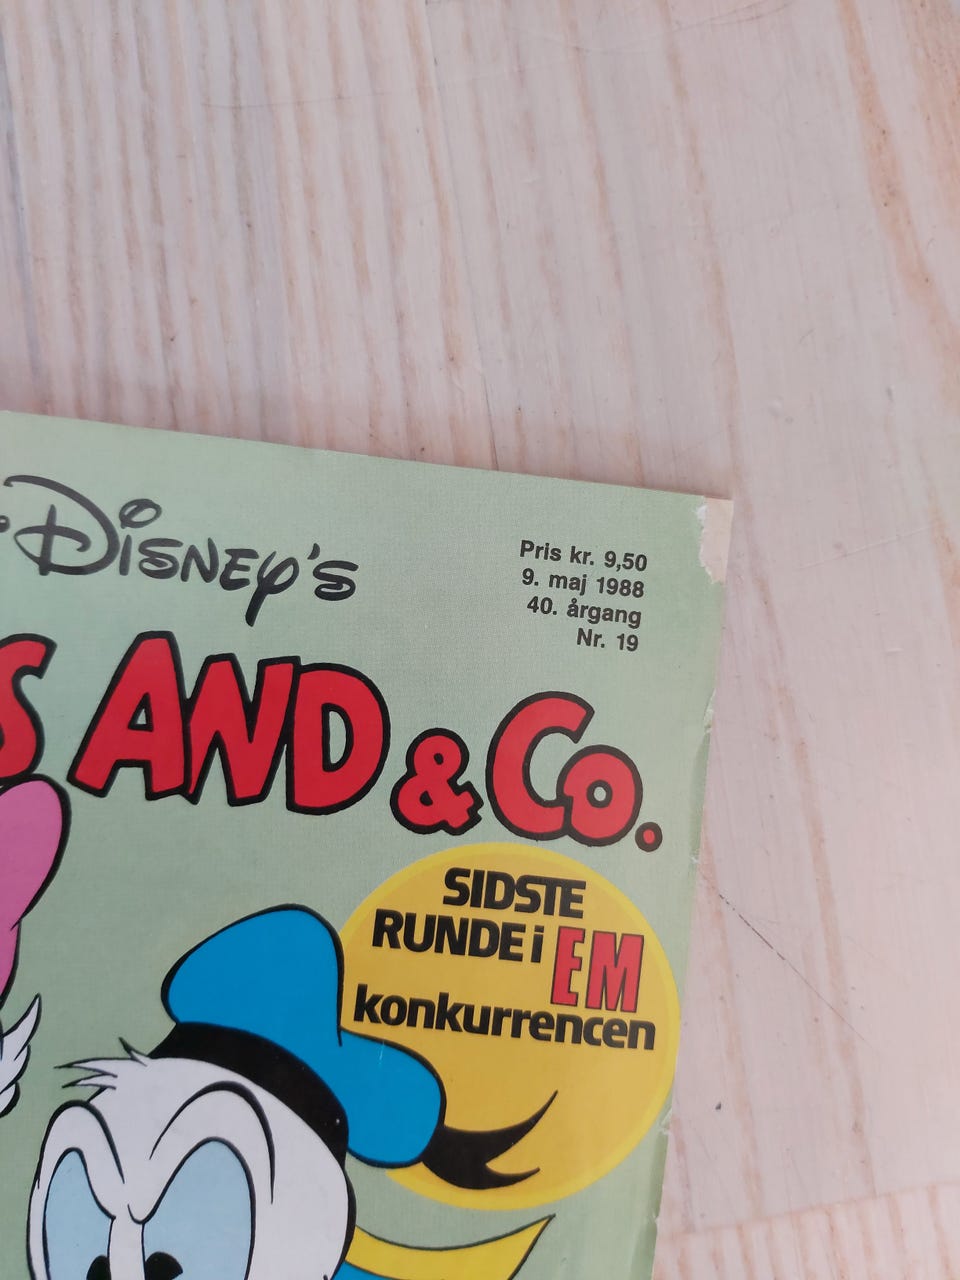 Disney's
Pris kr. 9,50
9. maj 1988
40. årgang
Nr. 19
AND & Co.
SIDSTE
RUNDE i EM
konkurrencen